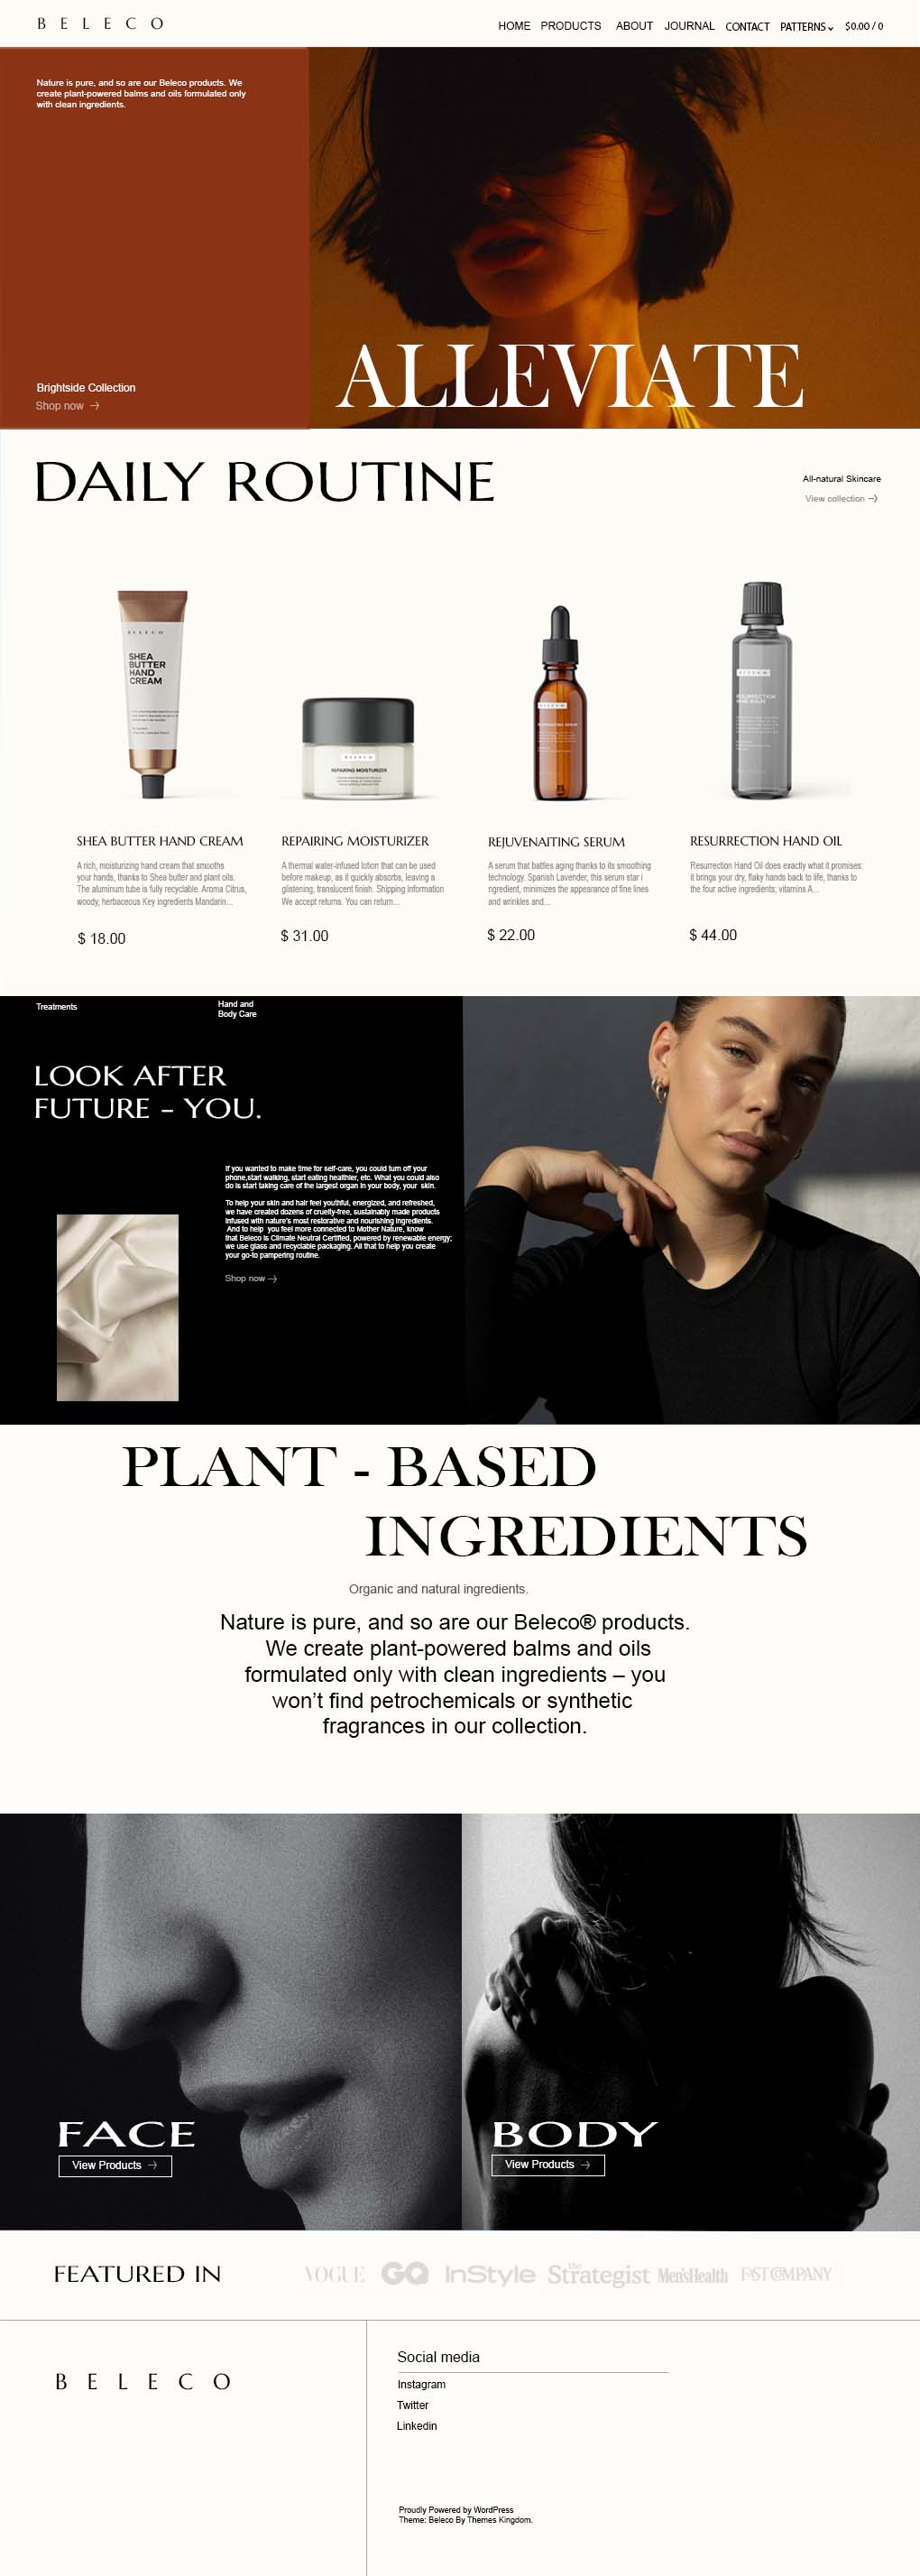 BELECO
HOME PRODUCTS ABOUT JOURNAL CONTACT PATTERNS $0.00 / 0
Nature is pure, and so are our Beleco products. We
create plant-powered balms and oils formulated only
with clean ingredients.
ALLEVIATE
Brightside Collection
Shop now →
DAILY ROUTINE
All-natural Skincare
View collection →
BELECO
SHEA
BUTTER
HAND
CREAM
BELECO
REPAIRING MOISTURIZER
SHEA BUTTER HAND CREAM
A rich, moisturizing hand cream that smooths
your hands, thanks to Shea butter and plant oils.
The aluminum tube is fully recyclable. Aroma Citrus,
woody, herbaceous Key ingredients Mandarin...
$ 18.00
REPAIRING MOISTURIZER
A thermal water-infused lotion that can be used
before makeup, as it quickly absorbs, leaving a
glistening, translucent finish. Shipping Information
We accept returns. You can return...
$ 31.00
REJUVENAITING SERUM
A serum that battles aging thanks to its smoothing
technology. Spanish Lavender, this serum star i
ngredient, minimizes the appearance of fine lines
and wrinkles and...
$ 22.00
RESURRECTION HAND OIL
Resurrection Hand Oil does exactly what it promises:
it brings your dry, flaky hands back to life, thanks to
the four active ingredients; vitamins A...
$ 44.00
Treatments
Hand and
Body Care
LOOK AFTER
FUTURE - YOU.
If you wanted to make time for self-care, you could turn off your
phone,start walking, start eating healthier, etc. What you could also
do is start taking care of the largest organ in your body, your skin.
To help your skin and hair feel youthful, energized, and refreshed,
we have created dozens of cruelty-free, sustainably made products
infused with nature's most restorative and nourishing ingredients.
And to help you feel more connected to Mother Nature, know
that Beleco is Climate Neutral Certified, powered by renewable energy;
we use glass and recyclable packaging. All that to help you create
your go-to pampering routine.
Shop now →
PLANT - BASED
INGREDIENTS
Organic and natural ingredients.
Nature is pure, and so are our Beleco® products.
We create plant-powered balms and oils
formulated only with clean ingredients – you
won't find petrochemicals or synthetic
fragrances in our collection.
FACE
View Products →
BODY
View Products →
FEATURED IN
VOGUE GQ InStyle the Strategist Men'sHealth FAST COMPANY
BELECO
Social media
Instagram
Twitter
Linkedin
Proudly Powered by WordPress
Theme: Beleco By Themes Kingdom.